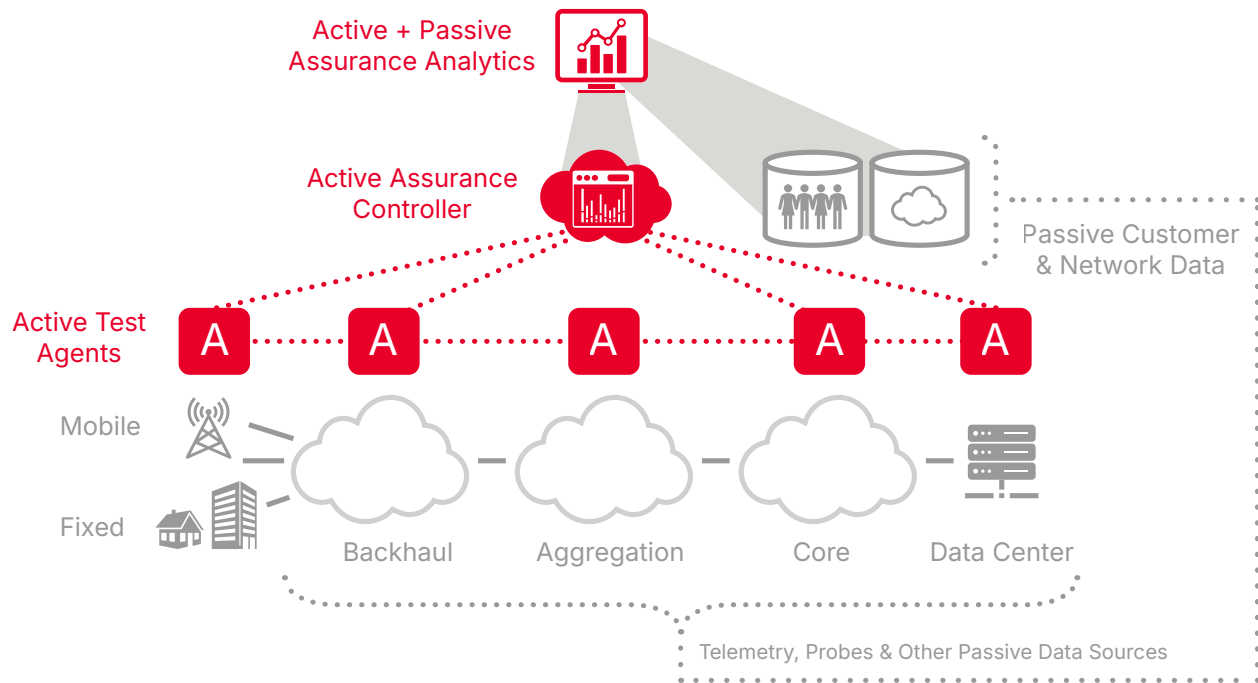 Active + Passive
Assurance Analytics
Active Assurance
Controller
Passive Customer
& Network Data
Active Test
Agents
A
A
A
A
A
Mobile
Fixed
Backhaul
Aggregation
Core
Data Center
Telemetry, Probes & Other Passive Data Sources